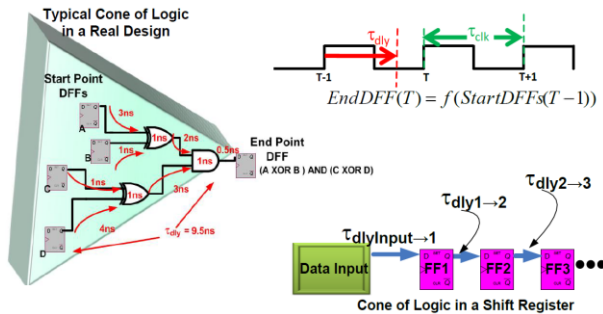 Typical Cone of Logic
in a Real Design
Start Point
DFFs
A
B
C
D
3ns
1ns
1ns
4ns
1ns
1ns
2ns
3ns
1ns
0.5ns
τdly = 9.5ns
End Point
DFF
(A XOR B ) AND (C XOR D)
τdly
τclk
T-1
T
T+1
EndDFF(T) = f(StartDFFs(T−1))
τdly1→2
τdly2→3
τdlyInput→1
Data Input
FF1
FF2
FF3
Cone of Logic in a Shift Register